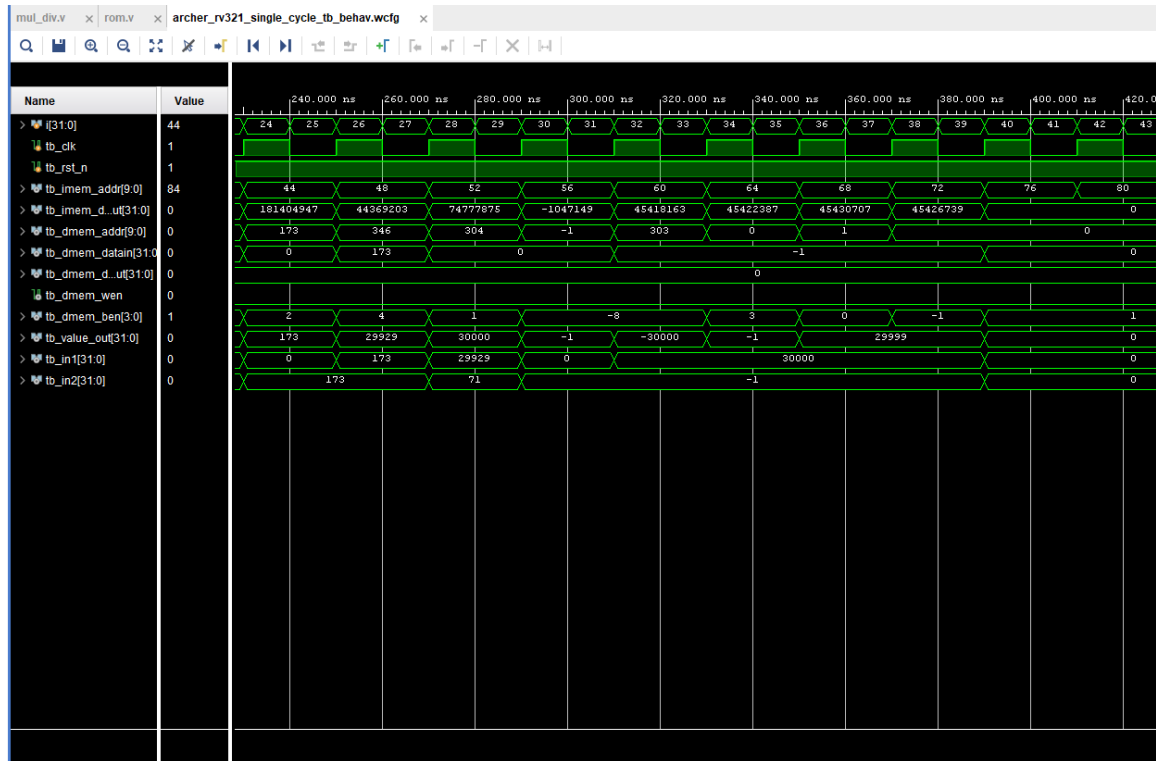 mul_div.v × rom.v × archer_rv321_single_cycle_tb_behav.wcfg ×
Name Value 240.000 ns 260.000 ns 280.000 ns 300.000 ns 320.000 ns 340.000 ns 360.000 ns 380.000 ns 400.000 ns 420.0
> i[31:0] 44 24 25 26 27 28 29 30 31 32 33 34 35 36 37 38 39 40 41 42 43
tb_clk 1
tb_rst_n 1
> tb_imem_addr[9:0] 84 44 48 52 56 60 64 68 72 76 80
> tb_imem_d...ut[31:0] 0 181404947 44369203 74777875 -1047149 45418163 45422387 45430707 45426739 0
> tb_dmem_addr[9:0] 0 173 346 304 -1 303 0 1 0
> tb_dmem_datain[31:0 0 0 173 0 -1 0
> tb_dmem_d...ut[31:0] 0 0
tb_dmem_wen 0
> tb_dmem_ben[3:0] 1 2 4 1 -8 3 0 -1 1
> tb_value_out[31:0] 0 173 29929 30000 -1 -30000 -1 29999 0
> tb_in1[31:0] 0 0 173 29929 0 30000 0
> tb_in2[31:0] 0 173 71 -1 0